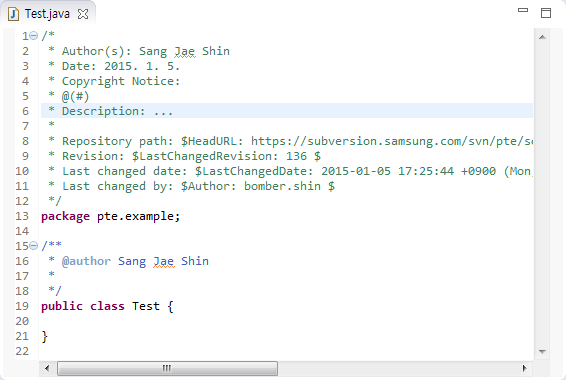 Test.java
1 /*
2 * Author(s): Sang Jae Shin
3 * Date: 2015. 1. 5.
4 * Copyright Notice:
5 * @(#)
6 * Description: ...
7 *
8 * Repository path: $HeadURL: https://subversion.samsung.com/svn/pte/s
9 * Revision: $LastChangedRevision: 136 $
10 * Last changed date: $LastChangedDate: 2015-01-05 17:25:44 +0900 (Mon,
11 * Last changed by: $Author: bomber.shin $
12 */
13 package pte.example;
14
15 /**
16 * @author Sang Jae Shin
17 *
18 */
19 public class Test {
20
21 }
22